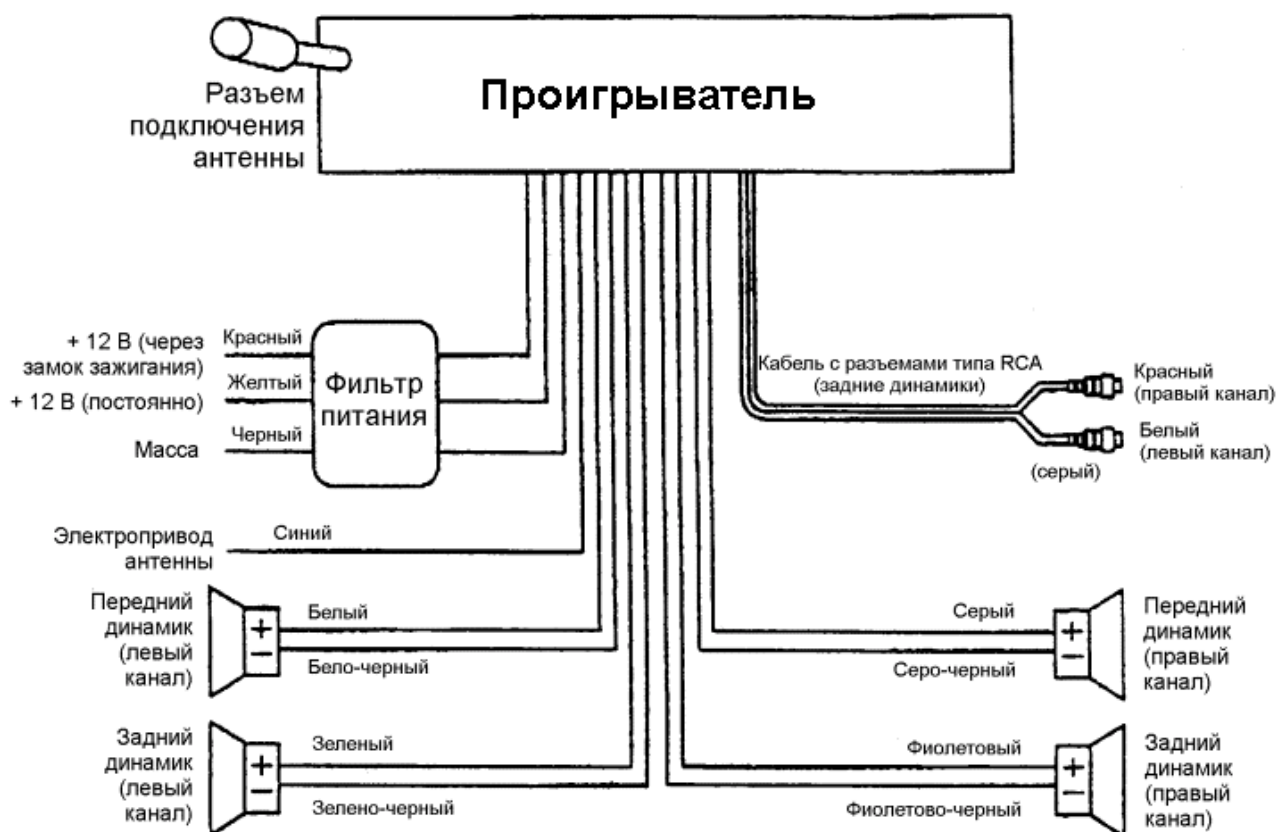 Проигрыватель
Разъем
подключения
антенны
+ 12 В (через
замок зажигания)
Красный
+ 12 В (постоянно)
Желтый
Масса
Черный
Фильтр
питания
Кабель с разъемами типа RCA
(задние динамики)
Красный
(правый канал)
Белый
(левый канал)
(серый)
Электропривод
антенны
Синий
Передний
динамик
(левый
канал)
+
−
Белый
Бело-черный
Серый
Серо-черный
+
−
Передний
динамик
(правый
канал)
Задний
динамик
(левый
канал)
+
−
Зеленый
Зелено-черный
Фиолетовый
Фиолетово-черный
+
−
Задний
динамик
(правый
канал)